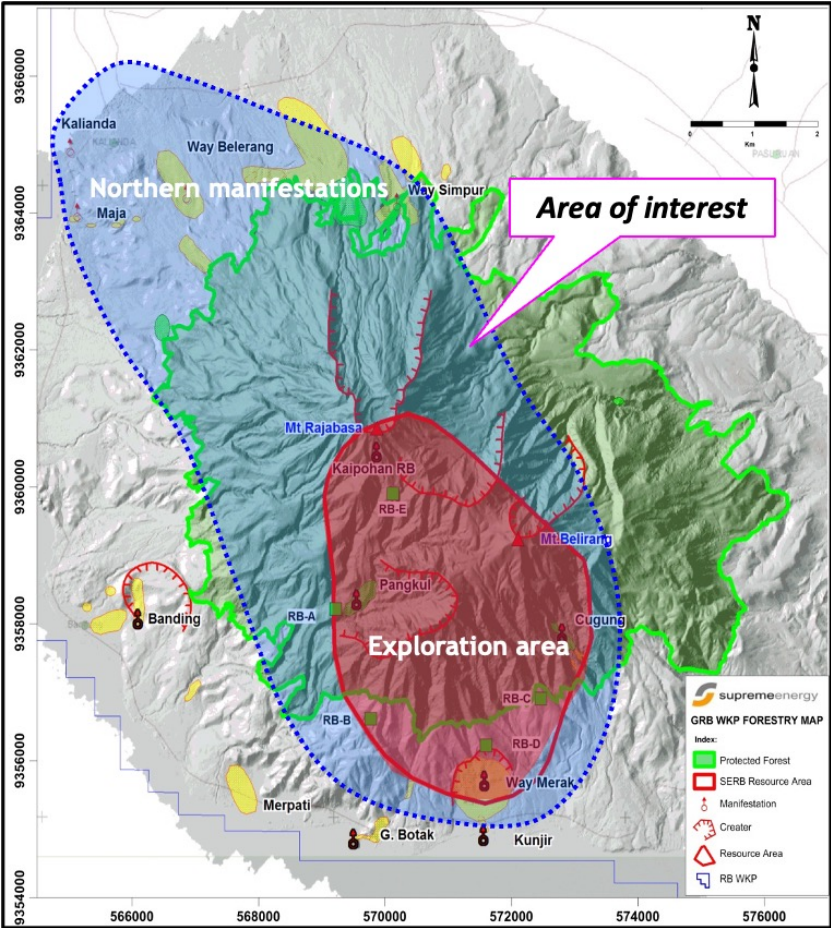 N
0
1
2
Km
PASURUAN
Kalianda
KALIANDA
Way Belerang
Northern manifestations
Way Simpur
Maja
Area of interest
Mt Rajabasa
Kaipohan RB
RB-E
Mt.Belirang
Pangkul
RB-A
Banding
Cugung
Exploration area
RB-C
RB-B
RB-D
Way Merak
Merpati
G. Botak
Kunjir
supremeenergy
GRB WKP FORESTRY MAP
Index:
Protected Forest
SERB Resource Area
Manifestation
Creater
Resource Area
RB WKP
9366000
9364000
9362000
9360000
9358000
9356000
9354000
566000
568000
570000
572000
574000
576000